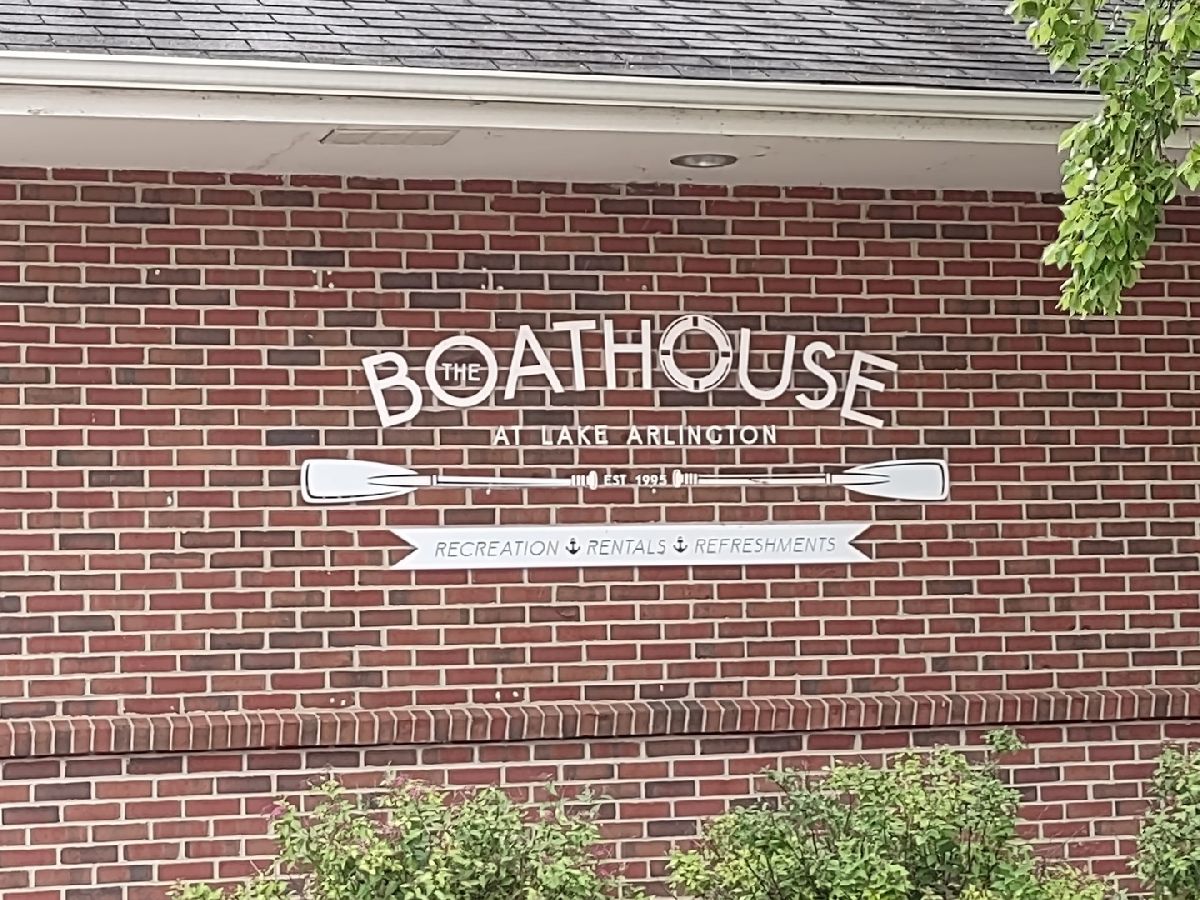 THE BOATHOUSE
AT LAKE ARLINGTON
EST 1995
RECREATION RENTALS REFRESHMENTS